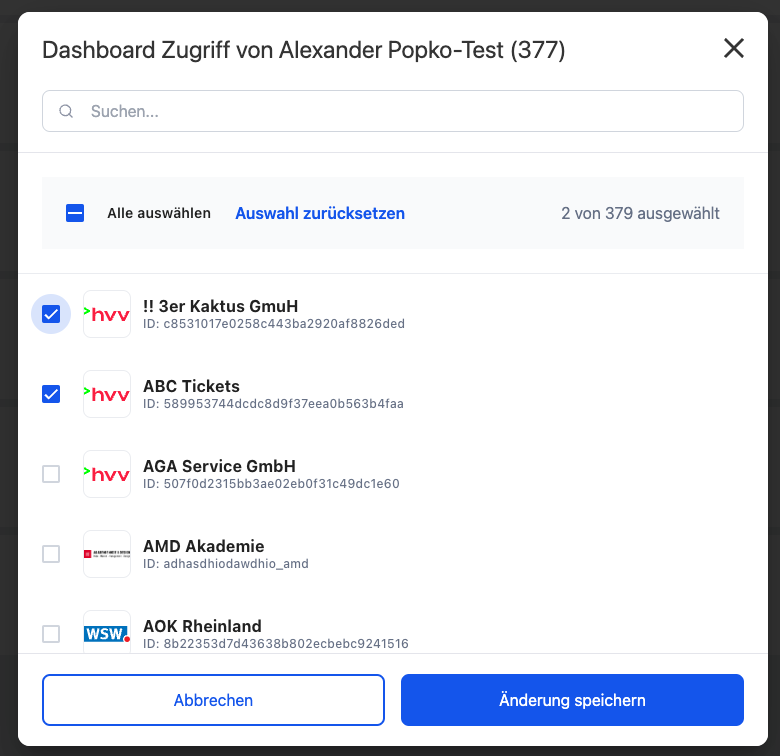 Dashboard Zugriff von Alexander Popko-Test (377)
Suchen...
Alle auswählen Auswahl zurücksetzen 2 von 379 ausgewählt
hvv
!! 3er Kaktus GmuH
ID: c8531017e0258c443ba2920af8826ded
hvv
ABC Tickets
ID: 589953744dcdc8d9f37eea0b563b4faa
hvv
AGA Service GmbH
ID: 507f0d2315bb3ae02eb0f31c49dc1e60
AMD Akademie
ID: adhasdhiodawdhio_amd
WSW
AOK Rheinland
ID: 8b22353d7d43638b802ecbebc9241516
Abbrechen Änderung speichern